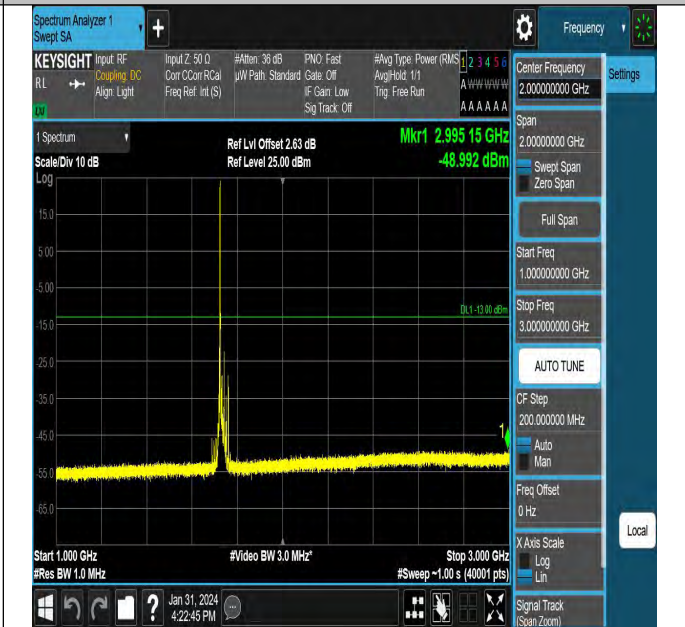 Spectrum Analyzer 1
Swept SA
+
Frequency
KEYSIGHT
RL
Input: RF
Coupling: DC
Align: Light
Input Z: 50 Ω
Corr CCorr RCal
Freq Ref: Int (S)
#Atten: 36 dB
µW Path: Standard
PNO: Fast
Gate: Off
IF Gain: Low
Sig Track: Off
#Avg Type: Power (RMS
Avg|Hold: 1/1
Trig: Free Run
1 2 3 4 5 6
A W W W W W
A A A A A A
1 Spectrum
Scale/Div 10 dB
Ref Lvl Offset 2.63 dB
Ref Level 25.00 dBm
Mkr1 2.995 15 GHz
-48.992 dBm
Log
15.0
5.00
-5.00
-15.0
-25.0
-35.0
-45.0
-55.0
-65.0
DL1 -13.00 dBm
1
Start 1.000 GHz
#Res BW 1.0 MHz
#Video BW 3.0 MHz*
Stop 3.000 GHz
#Sweep ~1.00 s (40001 pts)
?
Jan 31, 2024
4:22:45 PM
Center Frequency
2.00000000 GHz
Settings
Span
2.00000000 GHz
Swept Span
Zero Span
Full Span
Start Freq
1.000000000 GHz
Stop Freq
3.000000000 GHz
AUTO TUNE
CF Step
200.000000 MHz
Auto
Man
Freq Offset
0 Hz
X Axis Scale
Log
Lin
Local
Signal Track
(Span Zoom)